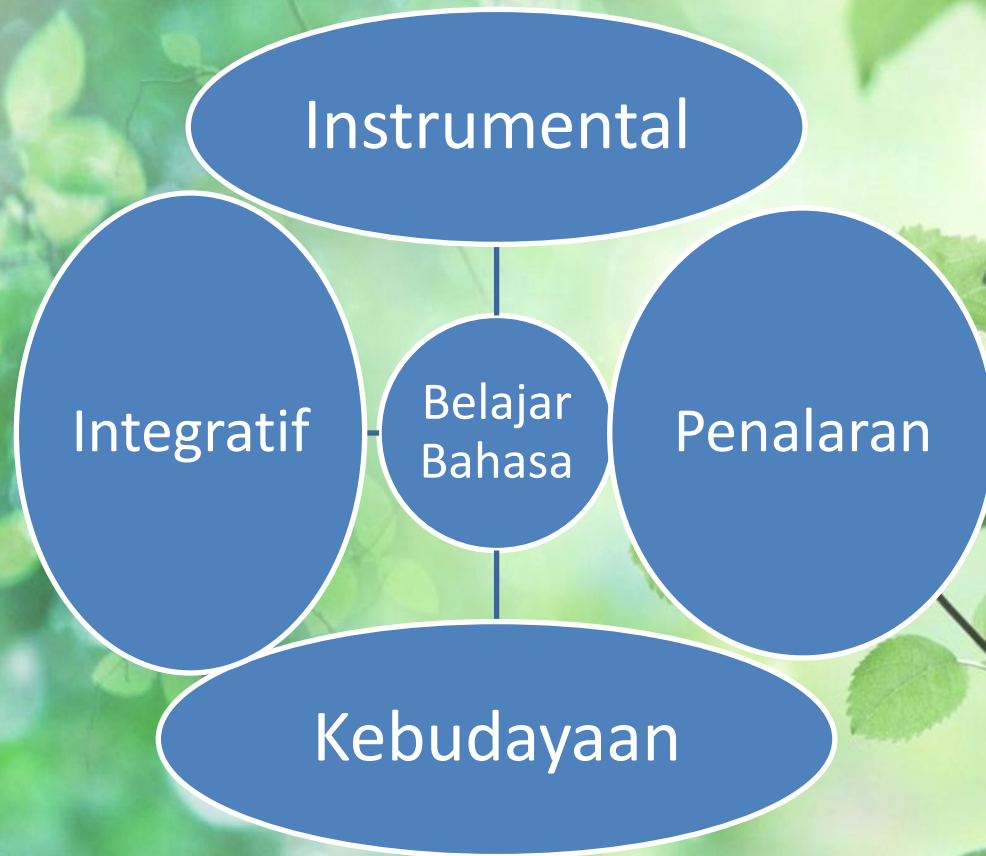 Instrumental
Integratif
Belajar
Bahasa
Penalaran
Kebudayaan